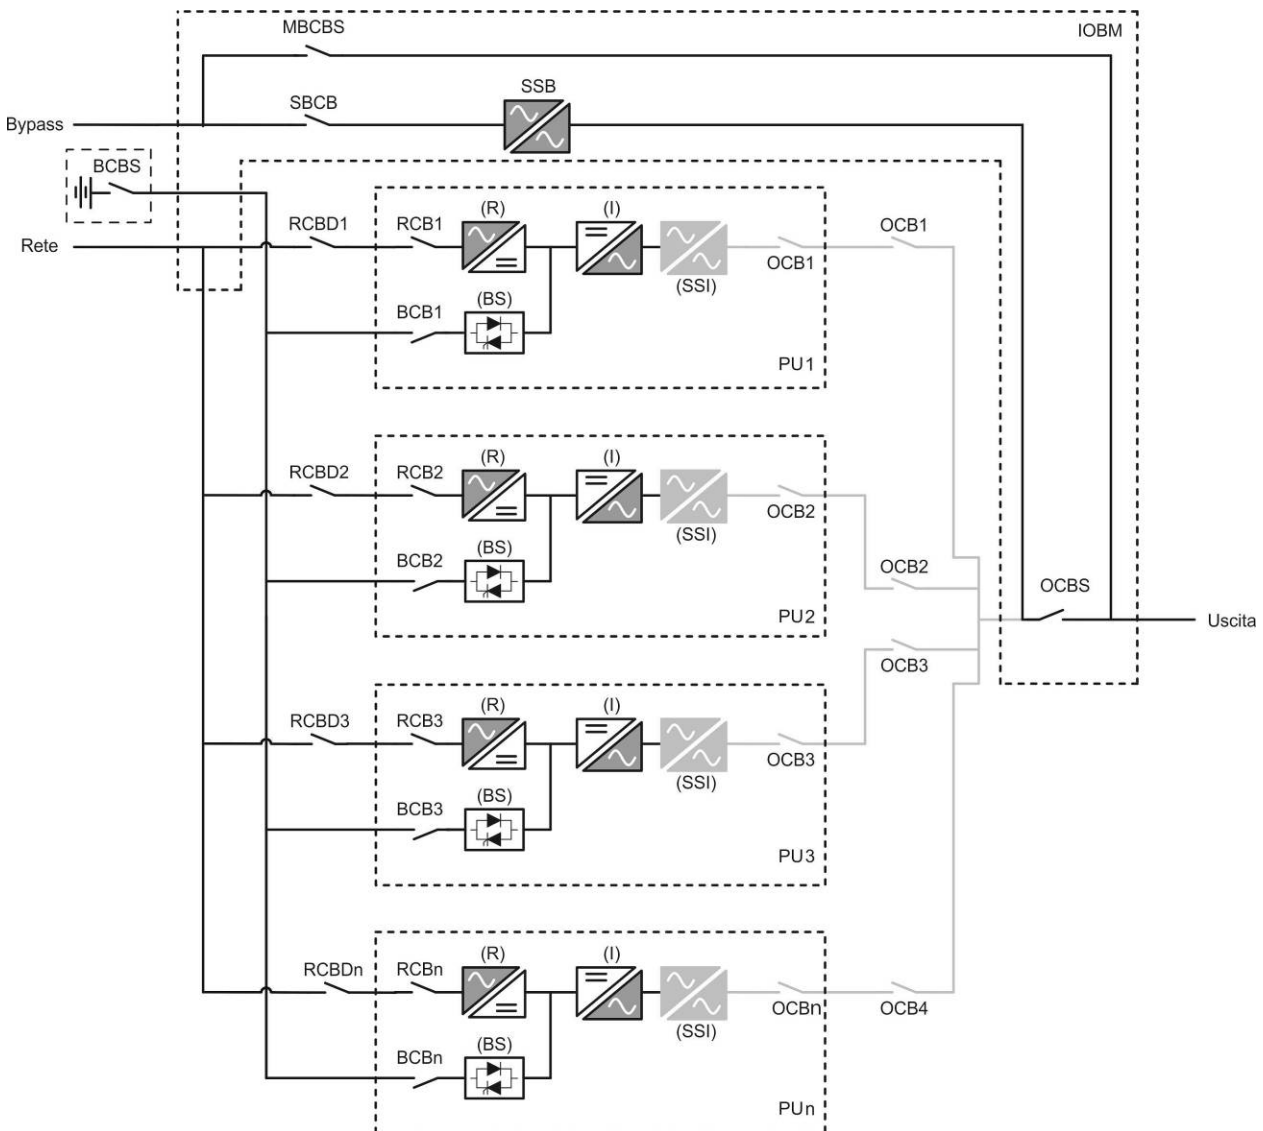 MBCBS
IOBM
SSB
SBCB
Bypass
BCBS
RCBD1
RCB1
(R)
(I)
OCB1
Rete
OCB1
(SSI)
BCB1
(BS)
PU1
(R)
(I)
RCBD2
RCB2
OCB2
(SSI)
BCB2
(BS)
OCB2
OCBS
PU2
Uscita
OCB3
(R)
(I)
RCBD3
RCB3
OCB3
(SSI)
BCB3
(BS)
PU3
(R)
(I)
RCBDn
RCBn
OCBn
OCB4
(SSI)
BCBn
(BS)
PUn